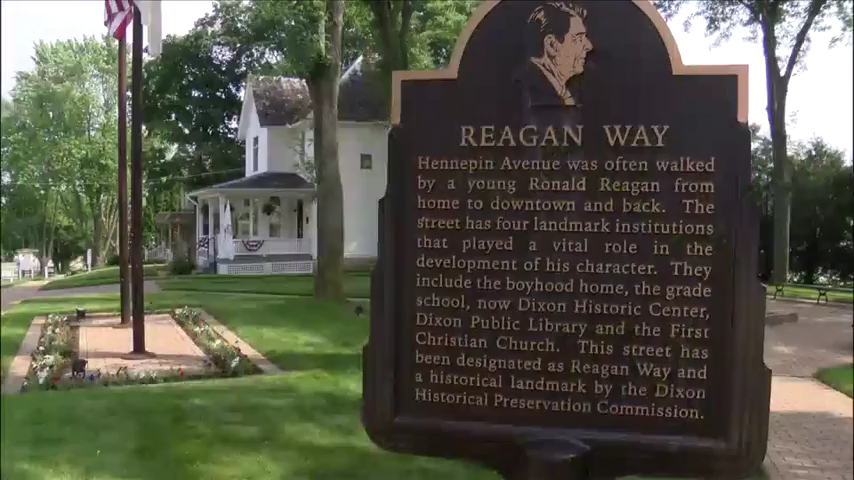 REAGAN WAY
Hennepin Avenue was often walked
by a young Ronald Reagan from
home to downtown and back. The
street has four landmark institutions
that played a vital role in the
development of his character. They
include the boyhood home, the grade
school, now Dixon Historic Center,
Dixon Public Library and the First
Christian Church. This street has
been designated as Reagan Way and
a historical landmark by the Dixon
Historical Preservation Commission.